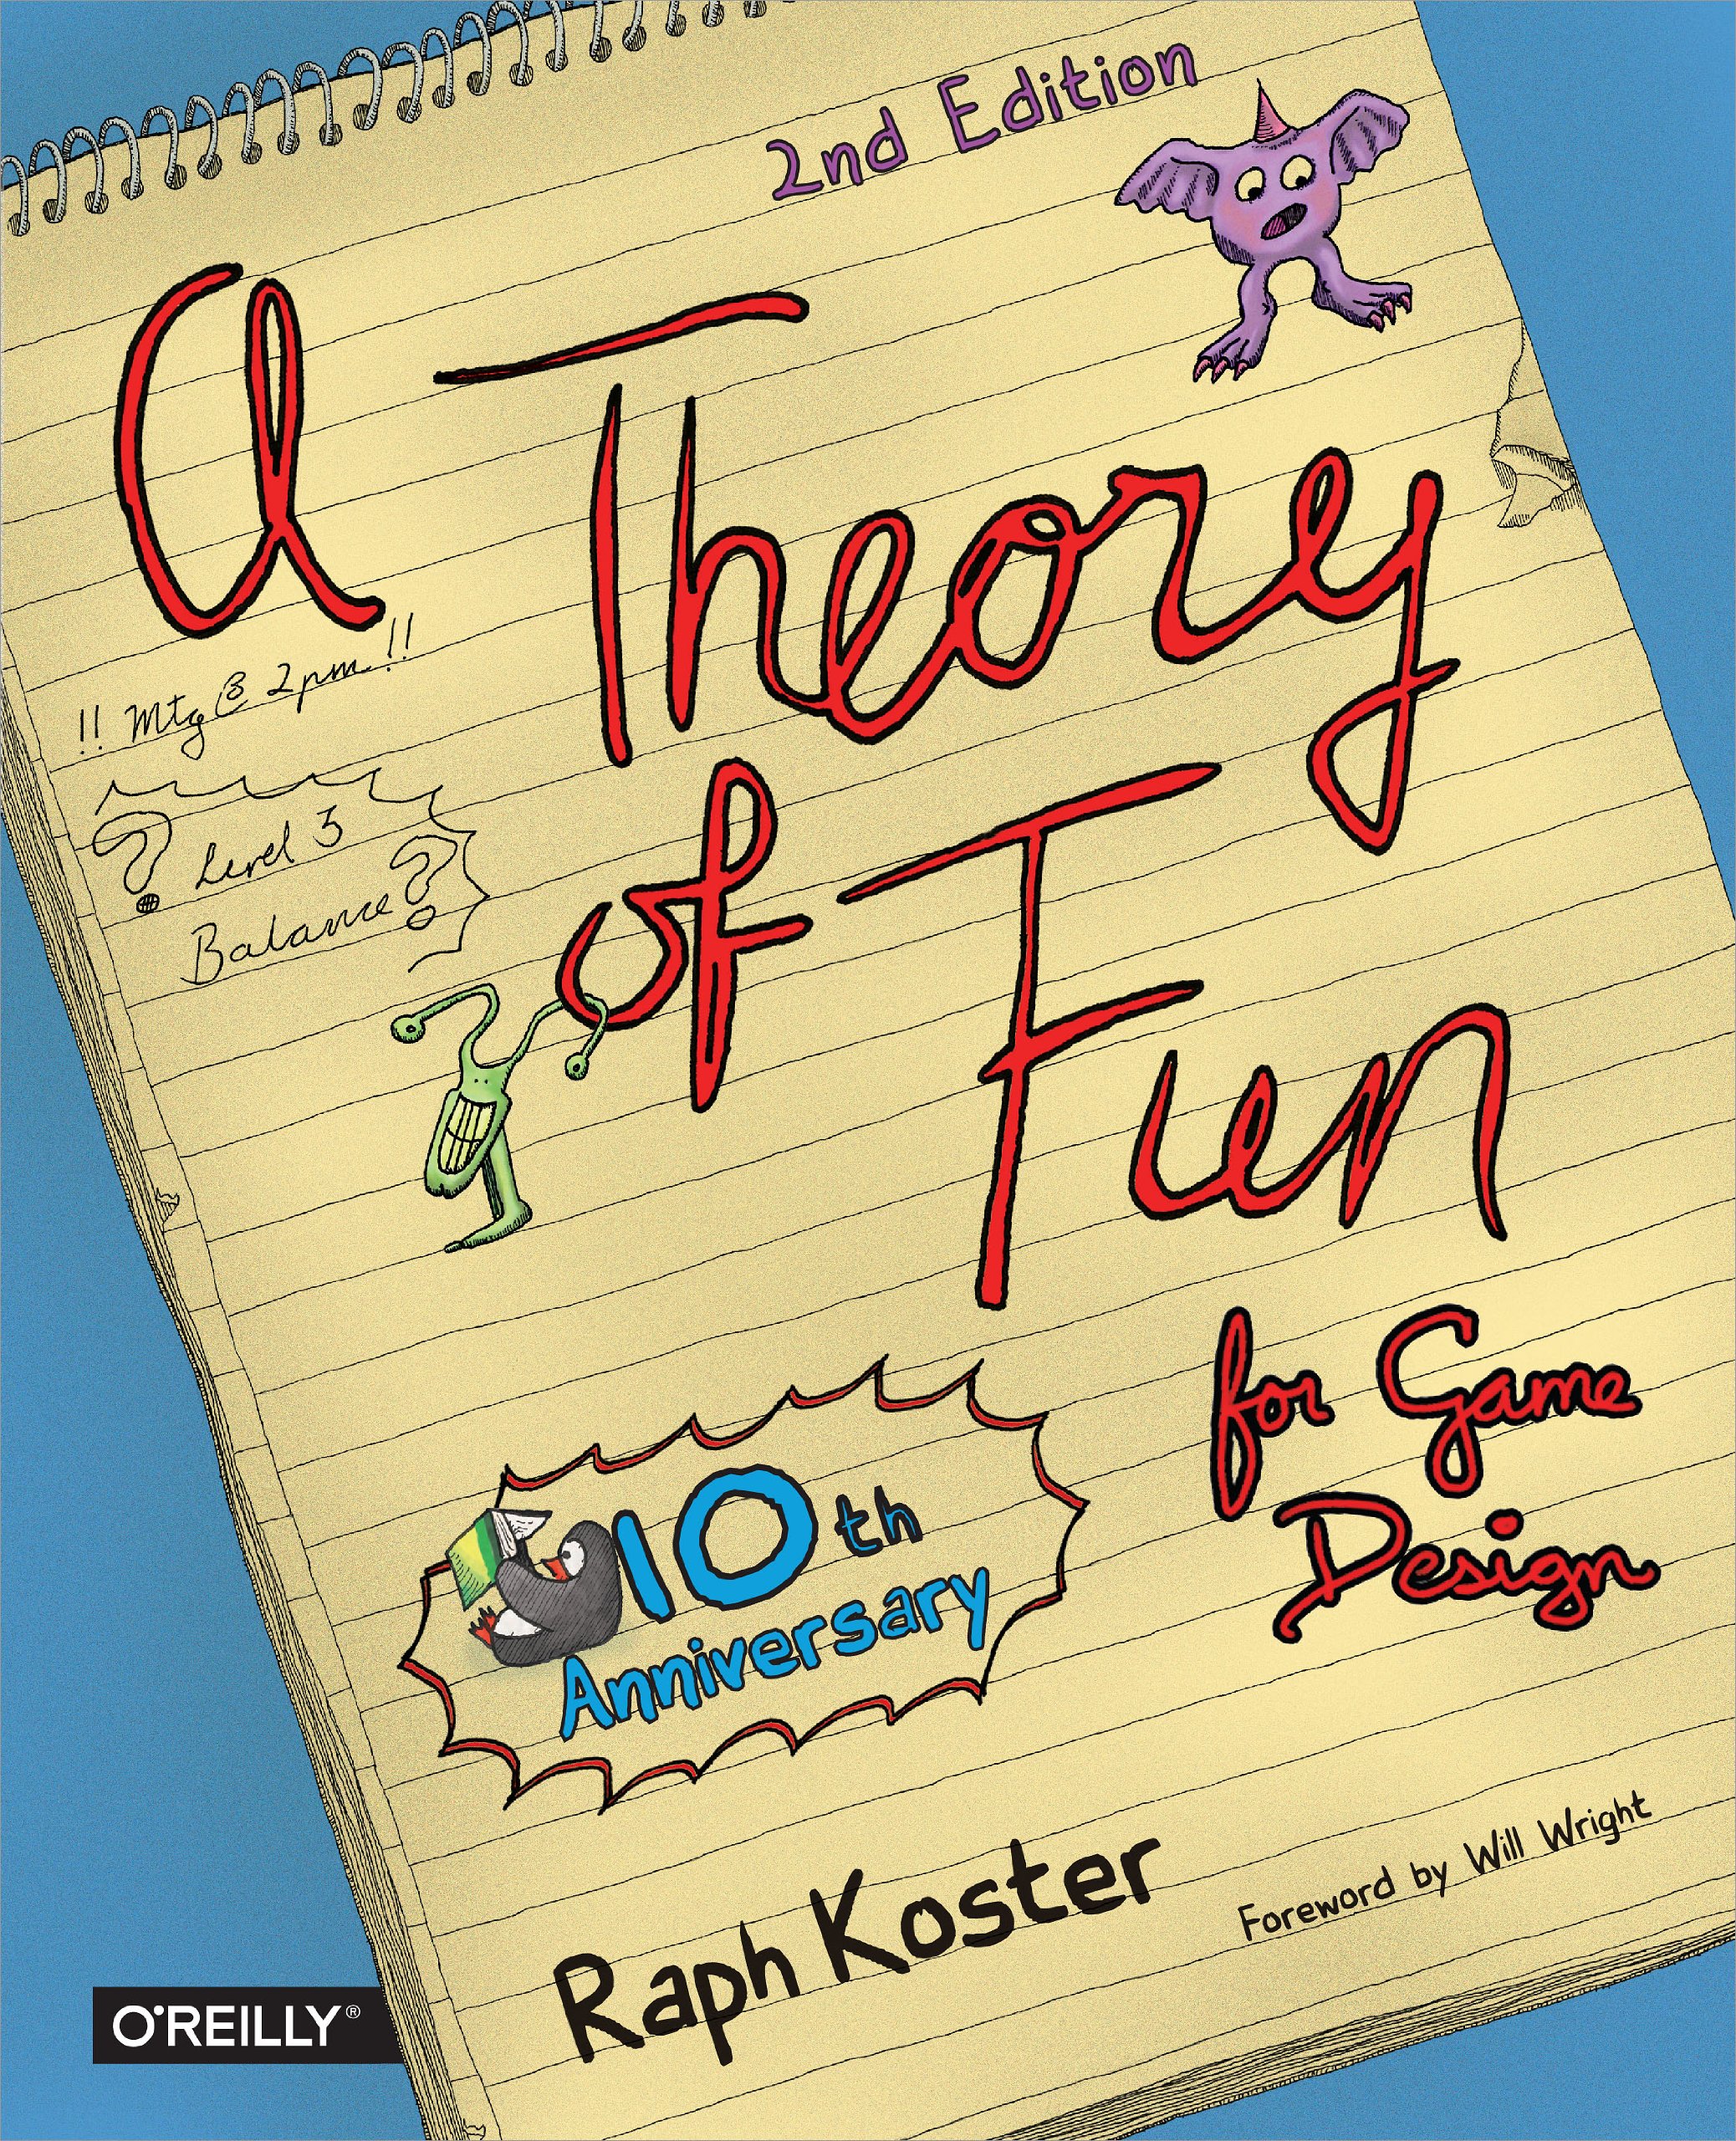 2nd Edition
A Theory
!! Mtg @ 2pm !!
? Level 3
Balance?
of Fun
for Game
Design
10th
Anniversary
Raph Koster
Foreword by Will Wright
O'REILLY®